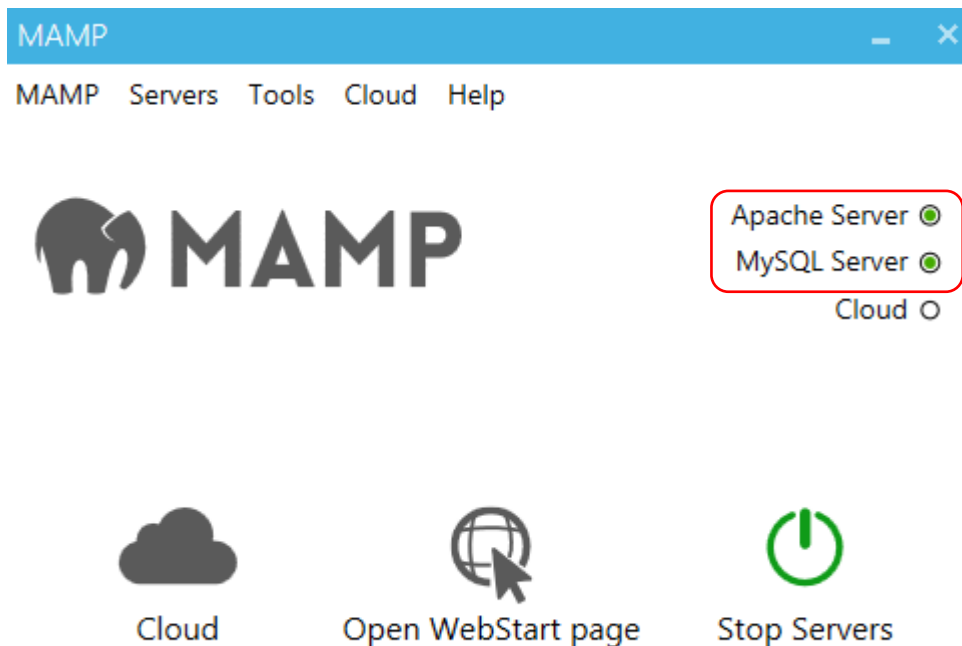 MAMP
MAMP Servers Tools Cloud Help
MAMP
Apache Server
MySQL Server
Cloud
Cloud Open WebStart page Stop Servers